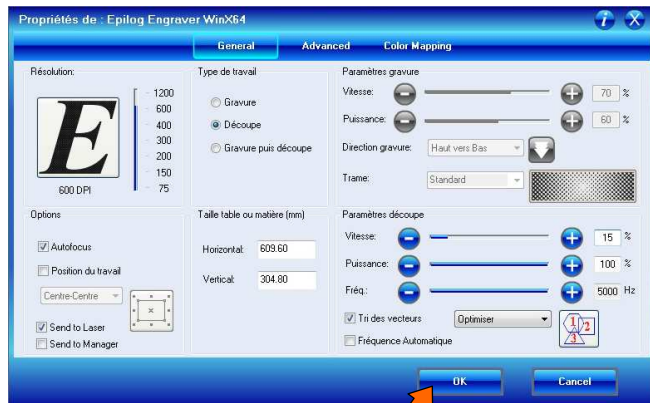 Propriétés de : Epilog Engraver WinX64
General Advanced Color Mapping
Résolution:
E
1200
600
400
300
200
150
75
600 DPI
Type de travail
Gravure
Découpe
Gravure puis découpe
Paramètres gravure
Vitesse: 70 %
Puissance: 60 %
Direction gravure: Haut vers Bas
Trame: Standard
Options
Autofocus
Position du travail
Centre-Centre
Send to Laser
Send to Manager
Taille table ou matière (mm)
Horizontal: 609.60
Vertical: 304.80
Paramètres découpe
Vitesse: 15 %
Puissance: 100 %
Fréq.: 5000 Hz
Tri des vecteurs Optimiser
1 2
3
Fréquence Automatique
OK Cancel